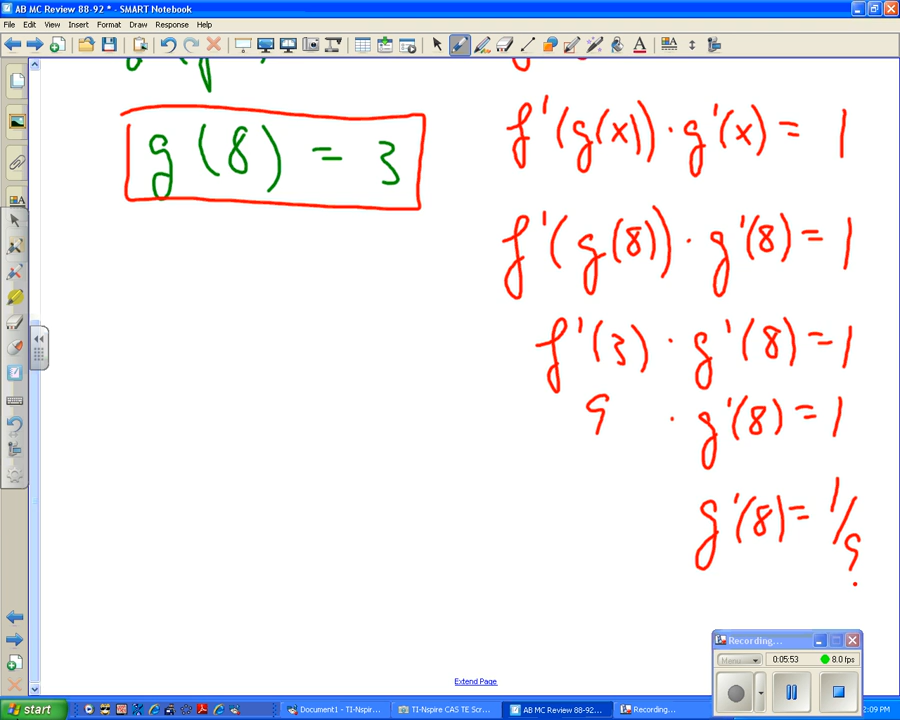 AB MC Review 88-92 * - SMART Notebook
File Edit View Insert Format Draw Response Help
g(8) = 3
f'(g(x)) · g'(x) = 1
f'(g(8)) · g'(8) = 1
f'(3) · g'(8) = 1
9 · g'(8) = 1
g'(8) = 1/9
Extend Page
Recording...
Menu
0:05:53
8.0 fps
start
Document1 - TI-Nspir...
TI-Nspire CAS TE Scr...
AB MC Review 88-92...
Recording...
2:09 PM